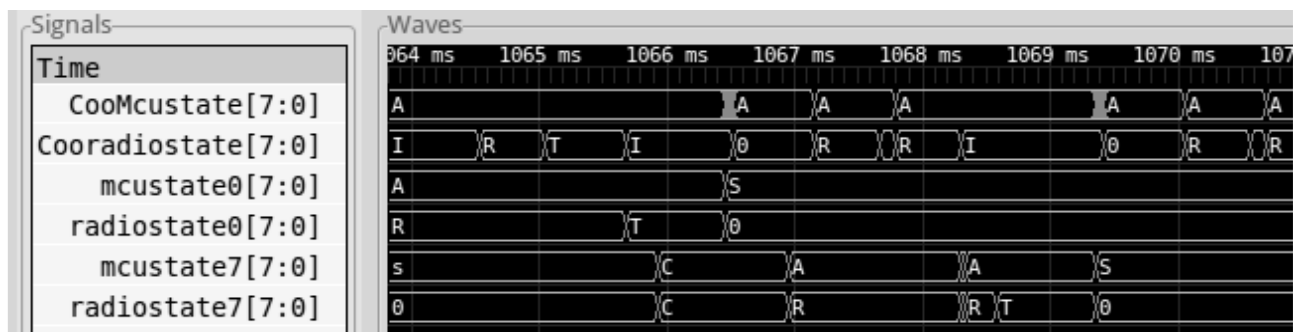 Signals Waves
Time 064 ms 1065 ms 1066 ms 1067 ms 1068 ms 1069 ms 1070 ms 107
CooMcustate[7:0] A A A A A A A
Cooradiostate[7:0] I R T I 0 R R I 0 R R
mcustate0[7:0] A S
radiostate0[7:0] R T 0
mcustate7[7:0] s C A A S
radiostate7[7:0] 0 C R R T 0